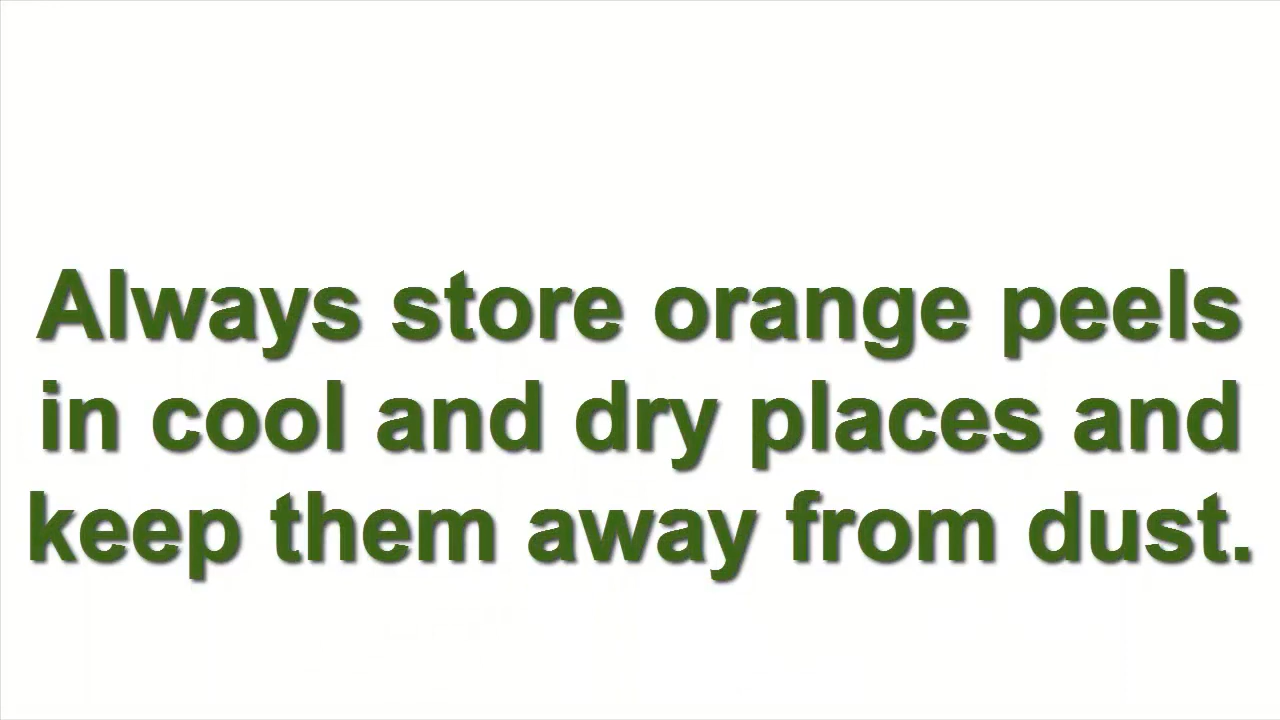 Always store orange peels
in cool and dry places and
keep them away from dust.